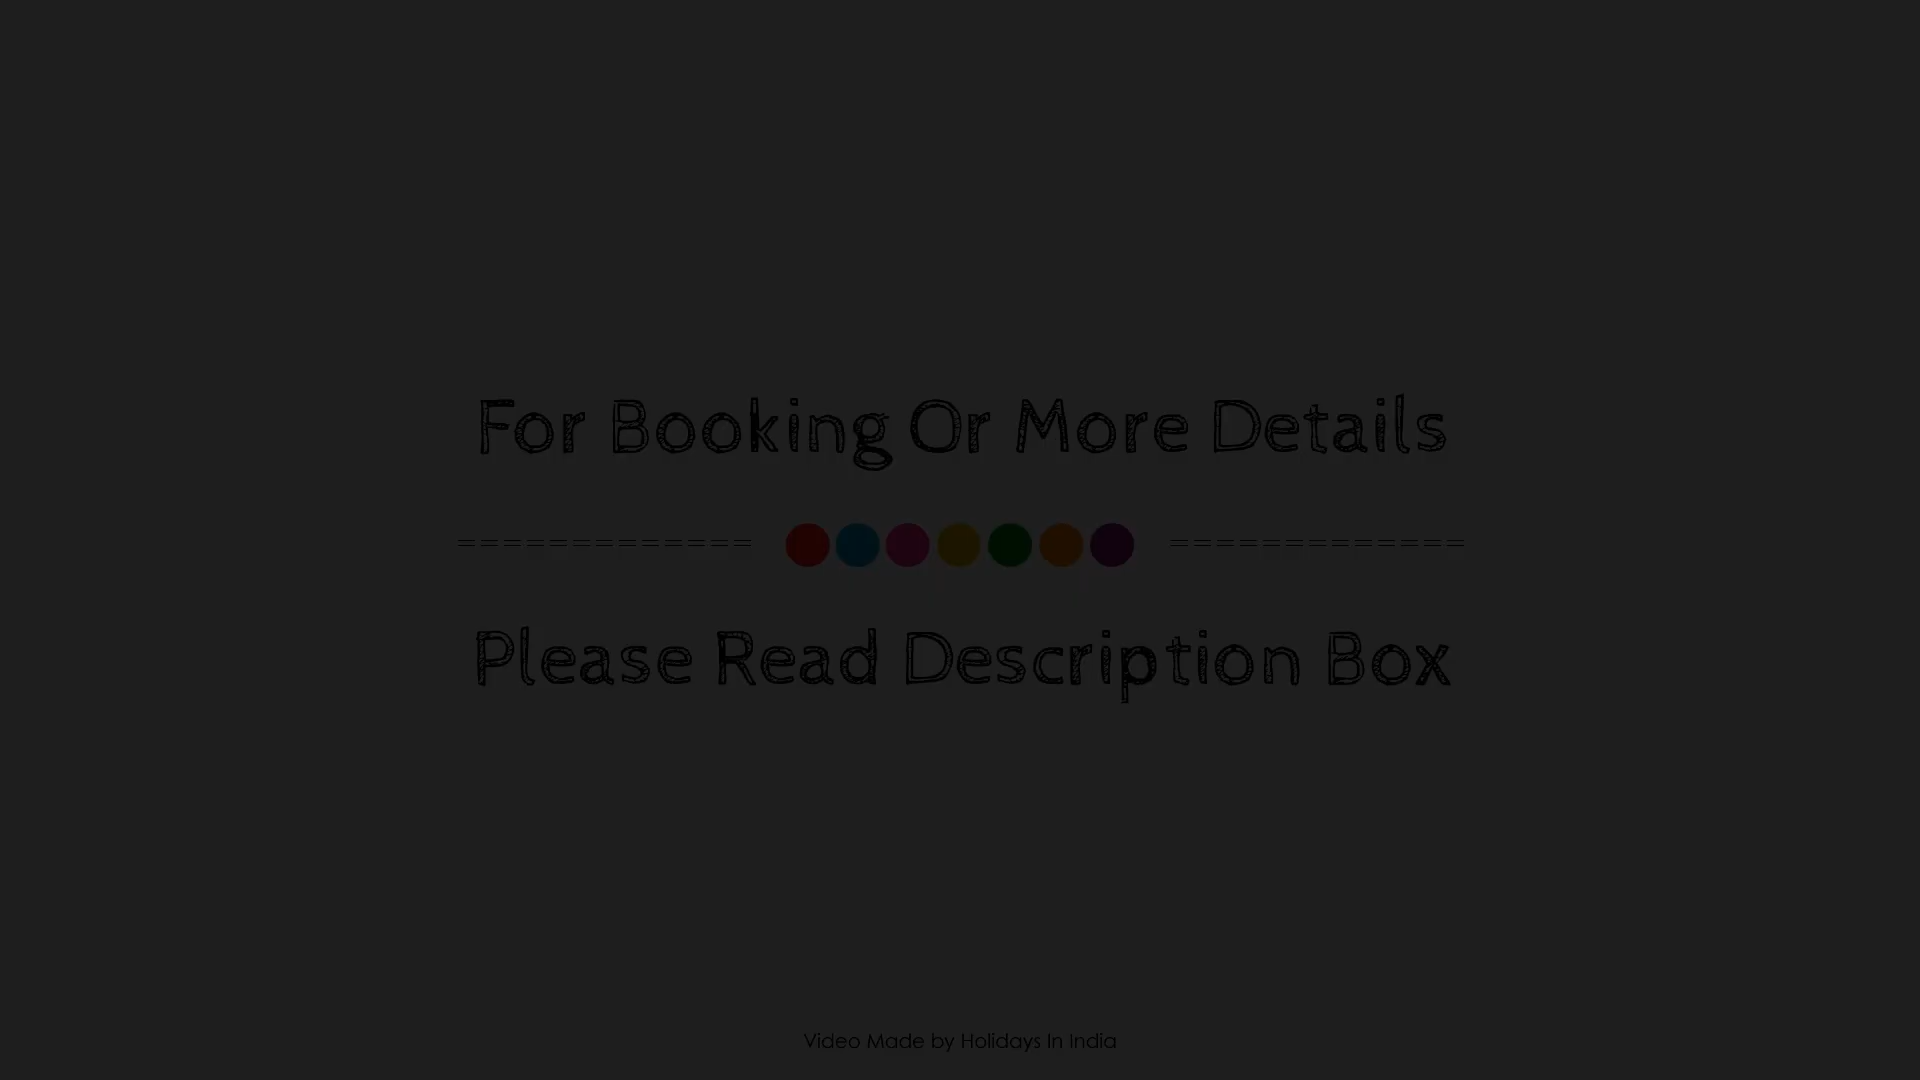 For Booking Or More Details
============= =============
Please Read Description Box
Video Made by Holidays In India